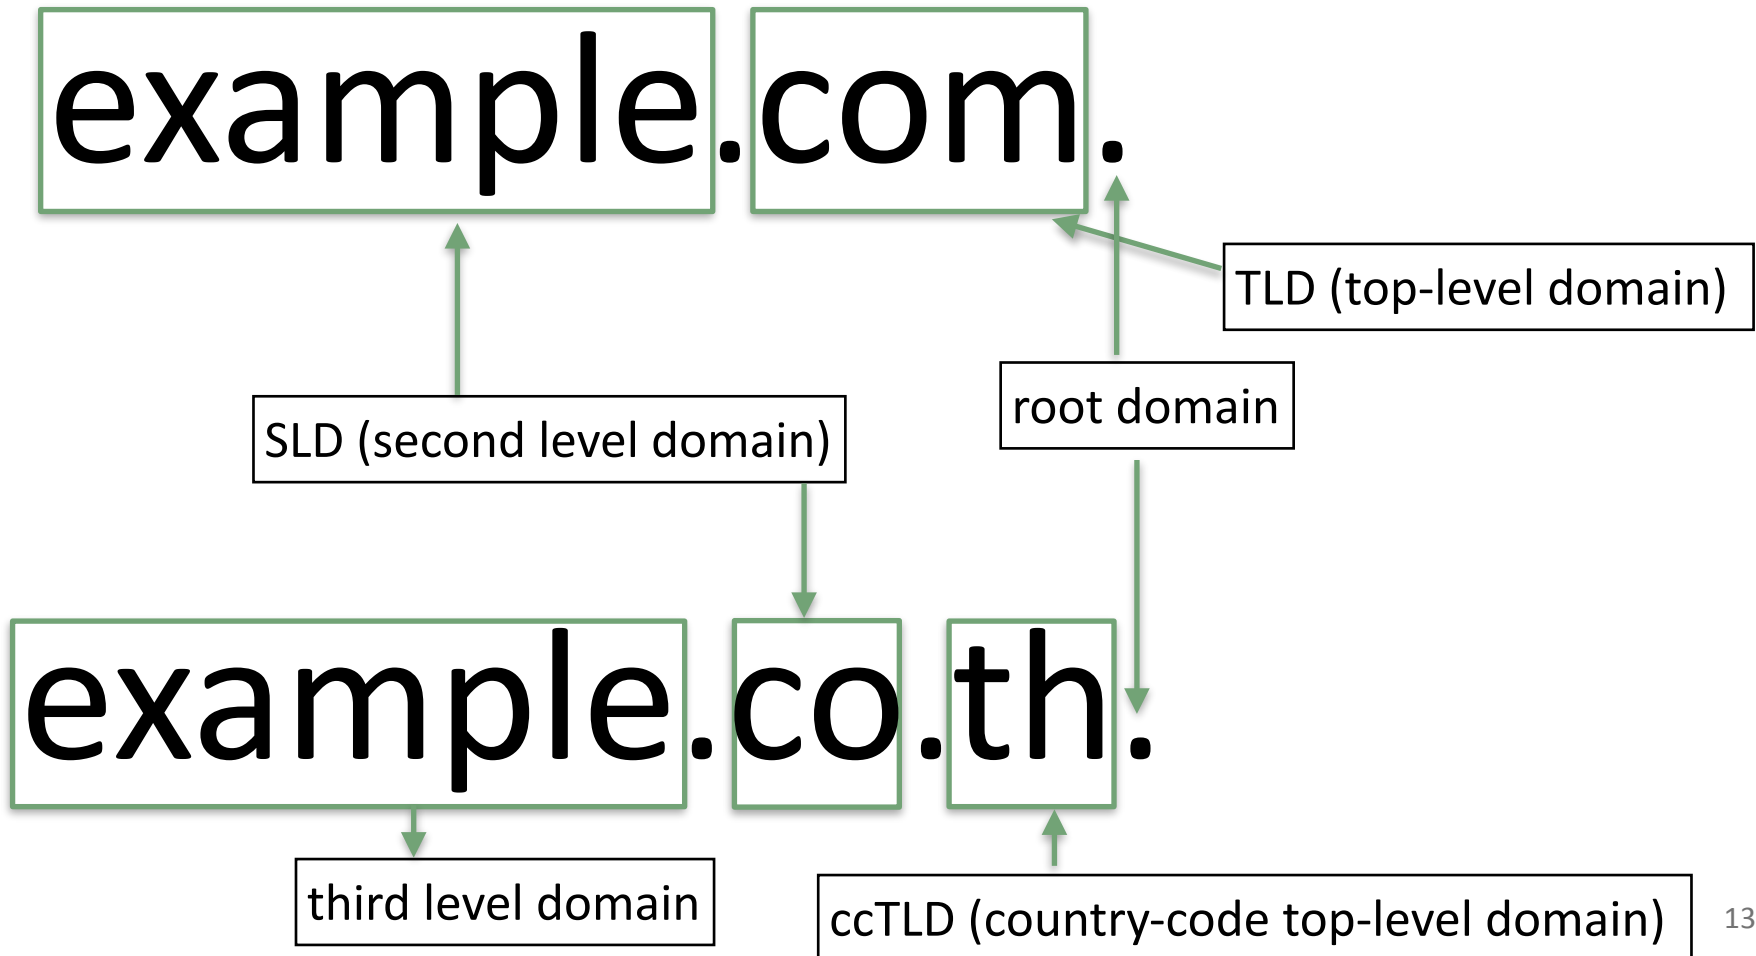 example.com.
TLD (top-level domain)
root domain
SLD (second level domain)
example.co.th.
third level domain
ccTLD (country-code top-level domain)
13